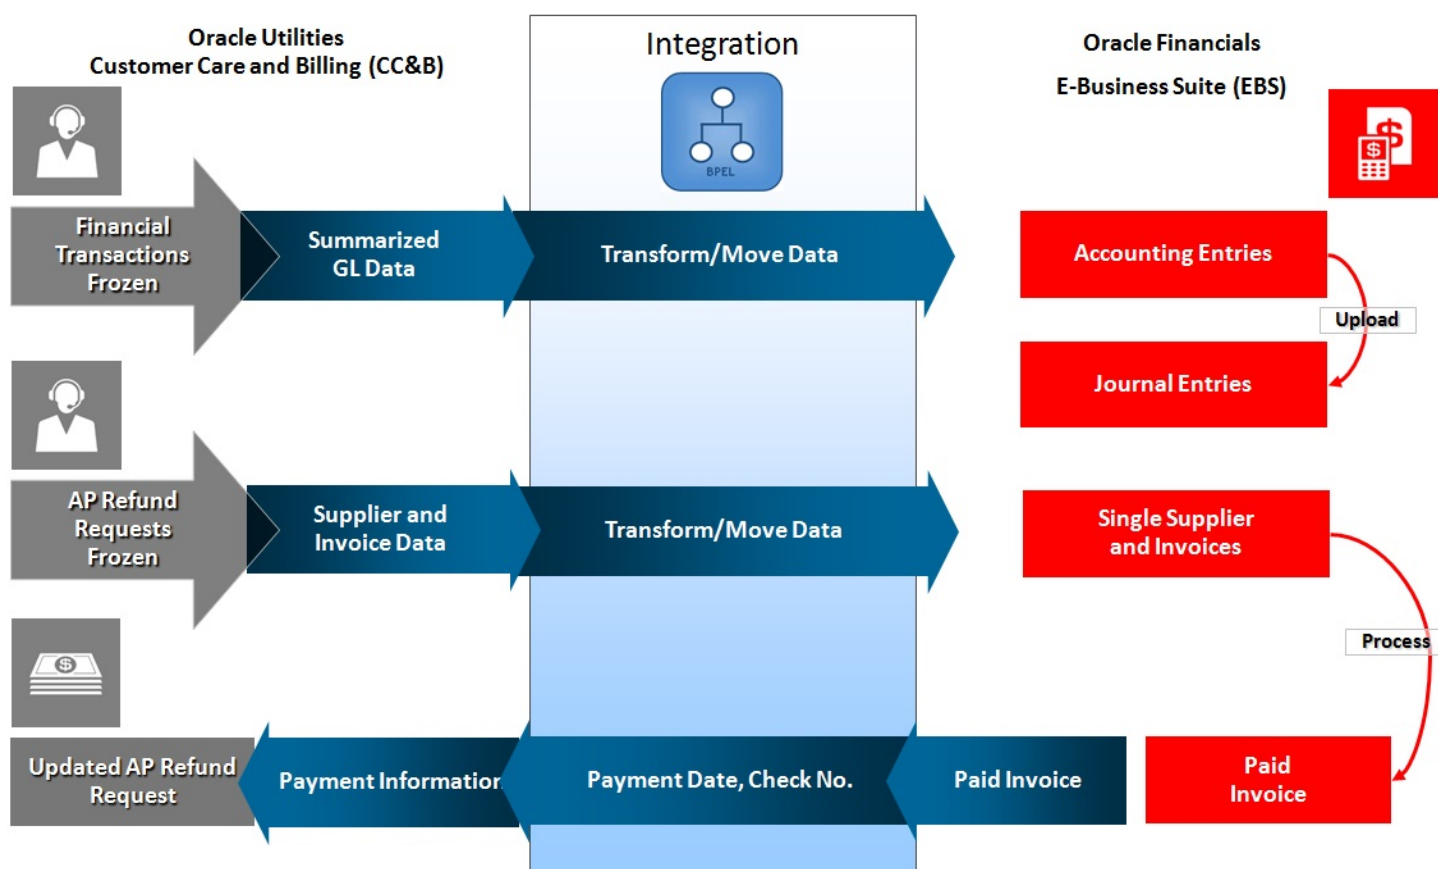 Oracle Utilities
Customer Care and Billing (CC&B)
Integration
BPEL
Oracle Financials
E-Business Suite (EBS)
$
$
Financial
Transactions
Frozen
Summarized
GL Data
Transform/Move Data
Accounting Entries
Upload
Journal Entries
AP Refund
Requests
Frozen
Supplier and
Invoice Data
Transform/Move Data
Single Supplier
and Invoices
Process
$
Updated AP Refund
Request
Payment Information
Payment Date, Check No.
Paid Invoice
Paid
Invoice